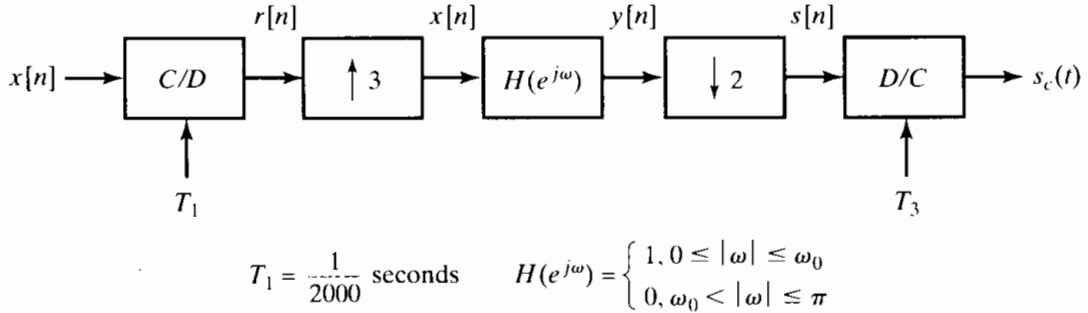 r[n] x[n] y[n] s[n]
x[n] C/D ↑ 3 H(e^{jω}) ↓ 2 D/C s_c(t)
T_1 T_3
T_1 = 1/2000 seconds H(e^{jω}) = { 1, 0 ≤ |ω| ≤ ω_0
0, ω_0 < |ω| ≤ π